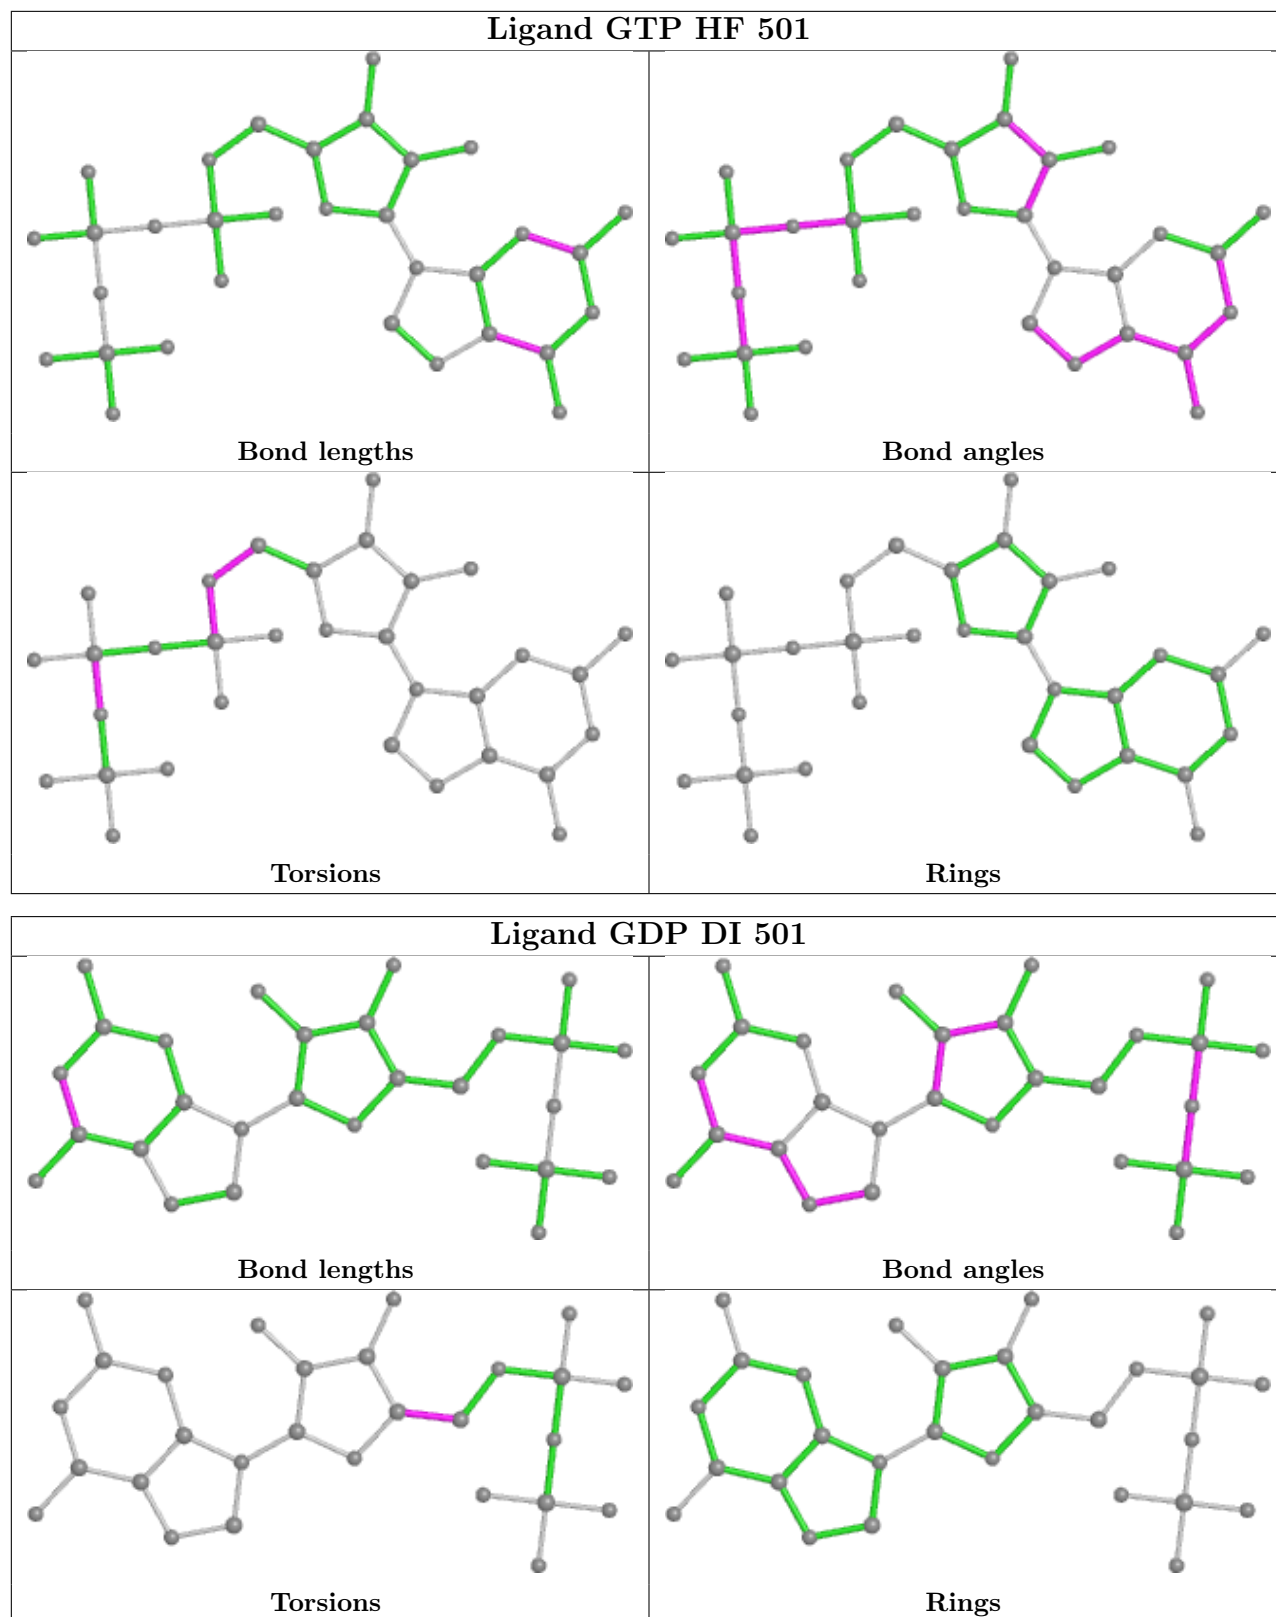 Ligand GTP HF 501
Bond lengths
Bond angles
Torsions
Rings
Ligand GDP DI 501
Bond lengths
Bond angles
Torsions
Rings